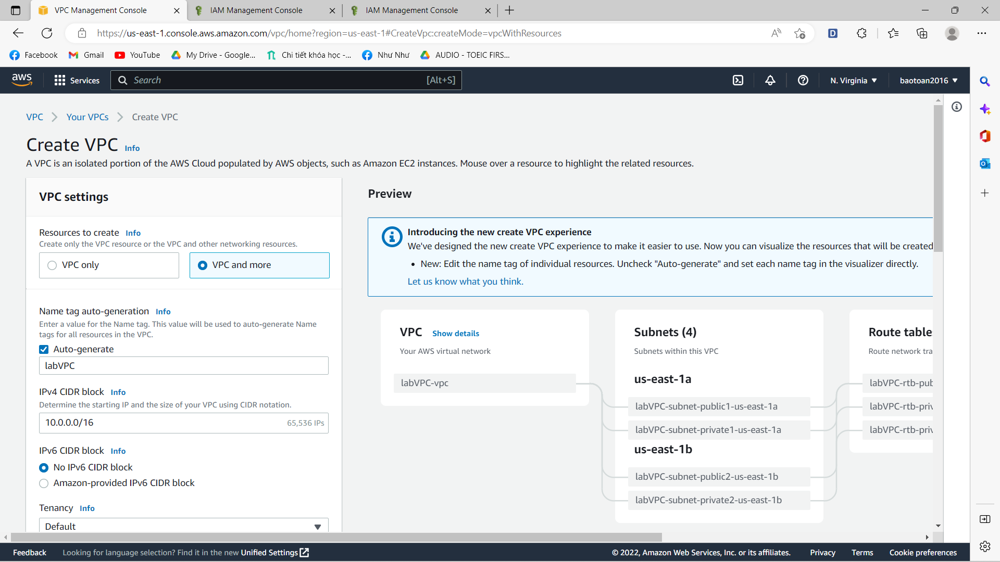 VPC Management Console
IAM Management Console
IAM Management Console
https://us-east-1.console.aws.amazon.com/vpc/home?region=us-east-1#CreateVpc:createMode=vpcWithResources
Facebook
Gmail
YouTube
My Drive - Google...
Chi tiết khóa học -...
Như Như
AUDIO - TOEIC FIRS...
aws
Services
Search
[Alt+S]
N. Virginia
baotoan2016
VPC
Your VPCs
Create VPC
Create VPC Info
A VPC is an isolated portion of the AWS Cloud populated by AWS objects, such as Amazon EC2 instances. Mouse over a resource to highlight the related resources.
VPC settings
Resources to create Info
Create only the VPC resource or the VPC and other networking resources.
VPC only
VPC and more
Name tag auto-generation Info
Enter a value for the Name tag. This value will be used to auto-generate Name
tags for all resources in the VPC.
Auto-generate
labVPC
IPv4 CIDR block Info
Determine the starting IP and the size of your VPC using CIDR notation.
10.0.0.0/16
65,536 IPs
IPv6 CIDR block Info
No IPv6 CIDR block
Amazon-provided IPv6 CIDR block
Tenancy Info
Default
Preview
Introducing the new create VPC experience
We've designed the new create VPC experience to make it easier to use. Now you can visualize the resources that will be created
• New: Edit the name tag of individual resources. Uncheck "Auto-generate" and set each name tag in the visualizer directly.
Let us know what you think.
VPC Show details
Your AWS virtual network
labVPC-vpc
Subnets (4)
Subnets within this VPC
us-east-1a
labVPC-subnet-public1-us-east-1a
labVPC-subnet-private1-us-east-1a
us-east-1b
labVPC-subnet-public2-us-east-1b
labVPC-subnet-private2-us-east-1b
Route table
Route network tra
labVPC-rtb-pub
labVPC-rtb-priv
labVPC-rtb-priv
Feedback
Looking for language selection? Find it in the new Unified Settings
© 2022, Amazon Web Services, Inc. or its affiliates.
Privacy
Terms
Cookie preferences